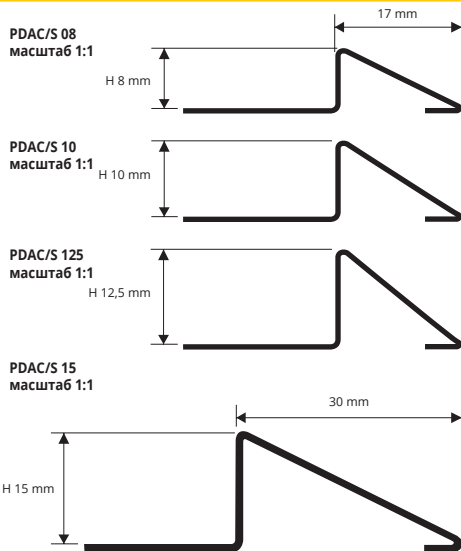 17 mm
PDAC/S 08
масштаб 1:1
H 8 mm
PDAC/S 10
масштаб 1:1
H 10 mm
PDAC/S 125
масштаб 1:1
H 12,5 mm
PDAC/S 15
масштаб 1:1
30 mm
H 15 mm